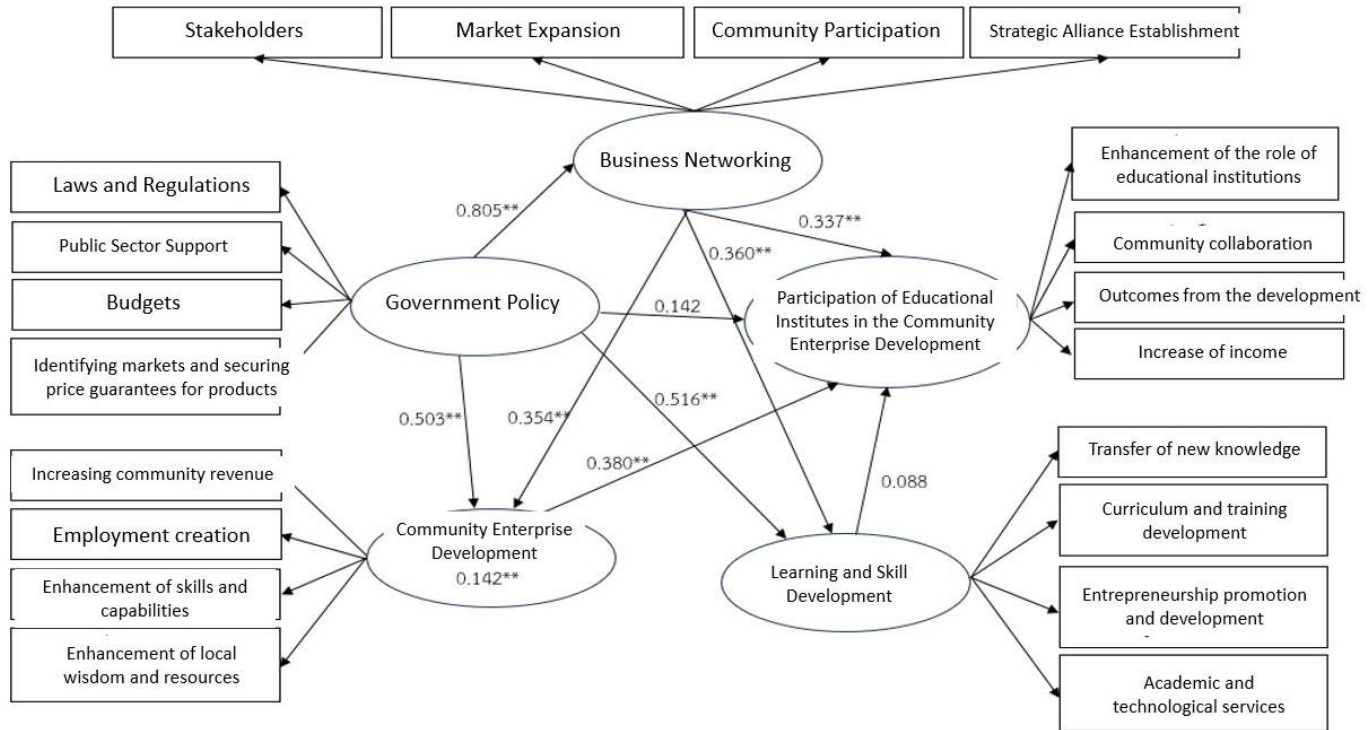 Stakeholders
Market Expansion
Community Participation
Strategic Alliance Establishment
Business Networking
Laws and Regulations
Public Sector Support
Budgets
Identifying markets and securing
price guarantees for products
0.805**
0.337**
0.360**
Government Policy
0.142
Participation of Educational
Institutes in the Community
Enterprise Development
Enhancement of the role of
educational institutions
Community collaboration
Outcomes from the development
Increase of income
0.503**
0.354**
0.516**
0.380**
0.088
Increasing community revenue
Employment creation
Enhancement of skills and
capabilities
Enhancement of local
wisdom and resources
Community Enterprise
Development
0.142**
Learning and Skill
Development
Transfer of new knowledge
Curriculum and training
development
Entrepreneurship promotion
and development
Academic and
technological services